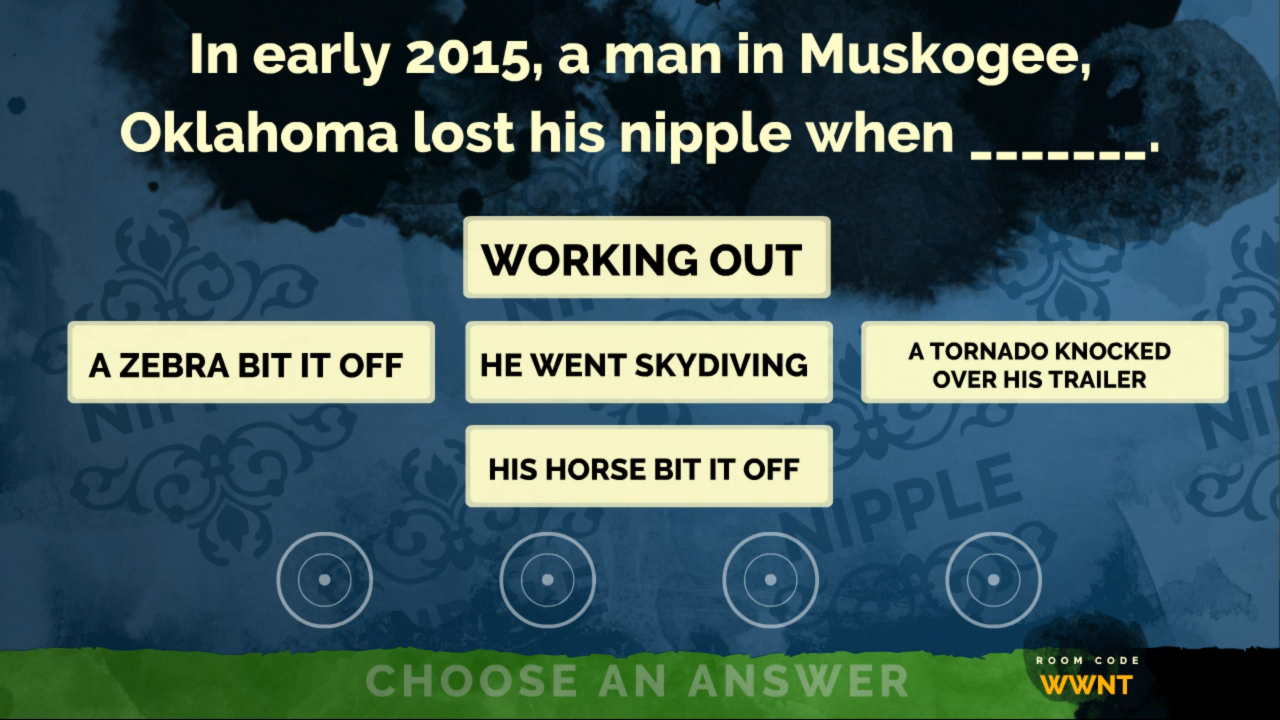 In early 2015, a man in Muskogee,
Oklahoma lost his nipple when _______.
WORKING OUT
A ZEBRA BIT IT OFF
HE WENT SKYDIVING
A TORNADO KNOCKED
OVER HIS TRAILER
HIS HORSE BIT IT OFF
NIPPLE
CHOOSE AN ANSWER
ROOM CODE
WWNT